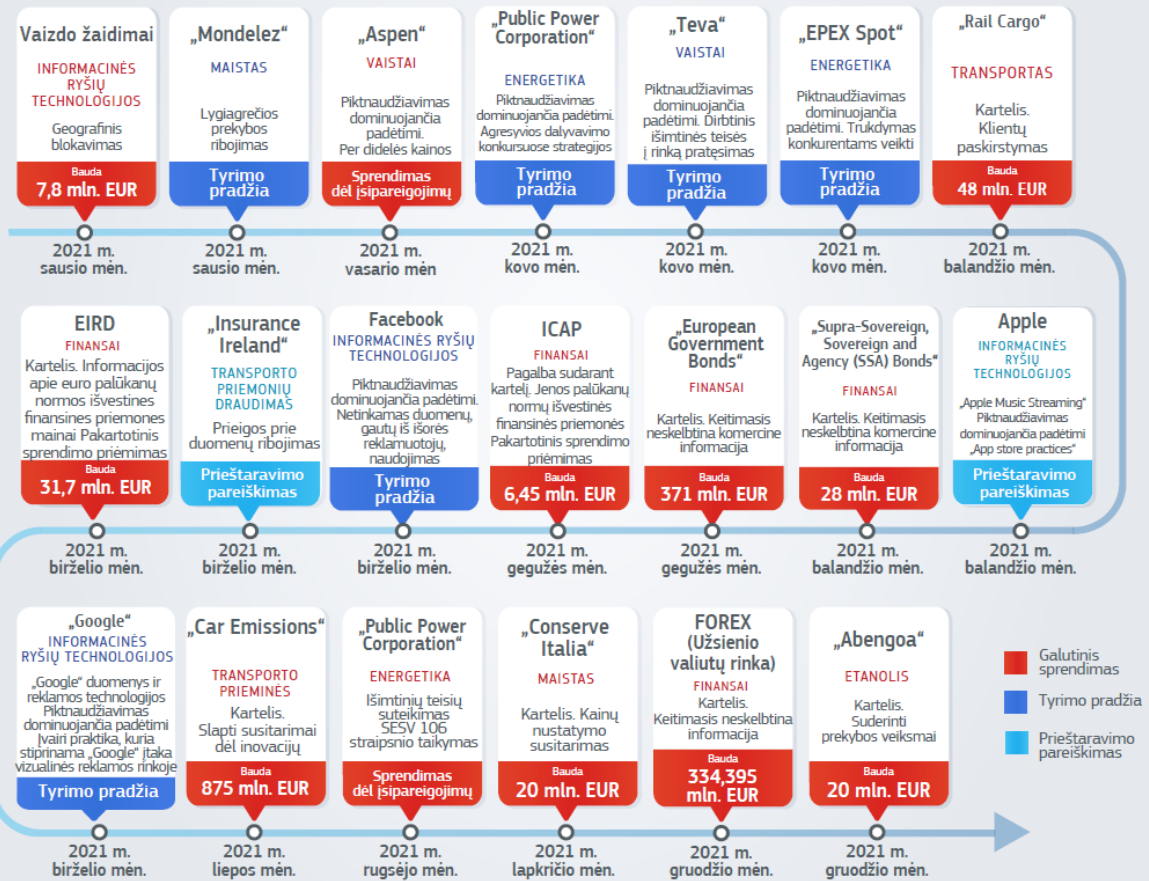 Vaizdo žaidimai
INFORMACINĖS
RYŠIŲ
TECHNOLOGIJOS
Geografinis
blokavimas
Bauda
7,8 mln. EUR
2021 m.
sausio mėn.
„Mondelez“
MAISTAS
Lygiagrečios
prekybos
ribojimas
Tyrimo
pradžia
2021 m.
sausio mėn.
„Aspen“
VAISTAI
Piktnaudžiavimas
dominuojančia
padėtimi.
Per didelės kainos
Sprendimas
dėl įsipareigojimų
2021 m.
vasario mėn
„Public Power
Corporation“
ENERGETIKA
Piktnaudžiavimas
dominuojančia padėtimi.
Agresyvios dalyvavimo
konkursuose strategijos
Tyrimo
pradžia
2021 m.
kovo mėn.
„Teva“
VAISTAI
Piktnaudžiavimas
dominuojančia
padėtimi. Dirbtinis
išimtinės teisės
į rinką pratęsimas
Tyrimo
pradžia
2021 m.
kovo mėn.
„EPEX Spot“
ENERGETIKA
Piktnaudžiavimas
dominuojančia
padėtimi. Trukdymas
konkurentams veikti
Tyrimo
pradžia
2021 m.
kovo mėn.
„Rail Cargo“
TRANSPORTAS
Kartelis.
Klientų
paskirstymas
Bauda
48 mln. EUR
2021 m.
balandžio mėn.
EIRD
FINANSAI
Kartelis. Informacijos
apie euro palūkanų
normos išvestines
finansines priemones
mainai Pakartotinis
sprendimo priėmimas
Bauda
31,7 mln. EUR
2021 m.
birželio mėn.
„Insurance
Ireland“
TRANSPORTO
PRIEMONIŲ
DRAUDIMAS
Prieigos prie
duomenų ribojimas
Prieštaravimo
pareiškimas
2021 m.
birželio mėn.
Facebook
INFORMACINĖS RYŠIŲ
TECHNOLOGIJOS
Piktnaudžiavimas
dominuojančia padėtimi.
Netinkamas duomenų,
gautų iš išorės
reklamuotojų,
naudojimas
Tyrimo
pradžia
2021 m.
birželio mėn.
ICAP
FINANSAI
Pagalba sudarant
kartelį. Jenos palūkanų
normų išvestinės
finansinės priemonės
Pakartotinis sprendimo
priėmimas
Bauda
6,45 mln. EUR
2021 m.
gegužės mėn.
„European
Government
Bonds“
FINANSAI
Kartelis. Keitimasis
neskelbtina komercine
informacija
Bauda
371 mln. EUR
2021 m.
gegužės mėn.
„Supra-Sovereign,
Sovereign and
Agency (SSA) Bonds“
FINANSAI
Kartelis. Keitimasis
neskelbtina komercine
informacija
Bauda
28 mln. EUR
2021 m.
balandžio mėn.
Apple
INFORMACINĖS
RYŠIŲ
TECHNOLOGIJOS
„Apple Music Streaming“
Piktnaudžiavimas
dominuojančia padėtimi
„App store practices“
Prieštaravimo
pareiškimas
2021 m.
balandžio mėn.
„Google“
INFORMACINĖS
RYŠIŲ TECHNOLOGIJOS
„Google“ duomenys ir
reklamos technologijos
Piktnaudžiavimas
dominuojančia padėtimi
Įvairi praktika, kuria
stiprinama „Google“ įtaka
vizualinės reklamos rinkoje
Tyrimo pradžia
2021 m.
birželio mėn.
„Car Emissions“
TRANSPORTO
PRIEMINĖS
Kartelis.
Slapti susitarimai
dėl inovacijų
Bauda
875 mln. EUR
2021 m.
liepos mėn.
„Public Power
Corporation“
ENERGETIKA
Išimtinių teisių
suteikimas
SESV 106
straipsnio taikymas
Sprendimas
dėl įsipareigojimų
2021 m.
rugsėjo mėn.
„Conserve
Italia“
MAISTAS
Kartelis. Kainų
nustatymo
susitarimas
Bauda
20 mln. EUR
2021 m.
lapkričio mėn.
FOREX
(Užsienio
valiutų rinka)
FINANSAI
Kartelis.
Keitimasis neskelbtina
informacija
Bauda
334,395
mln. EUR
2021 m.
gruodžio mėn.
„Abengoa“
ETANOLIS
Kartelis.
Suderinti
prekybos veiksmai
Bauda
20 mln. EUR
2021 m.
gruodžio mėn.
Galutinis
sprendimas
Tyrimo pradžia
Prieštaravimo
pareiškimas